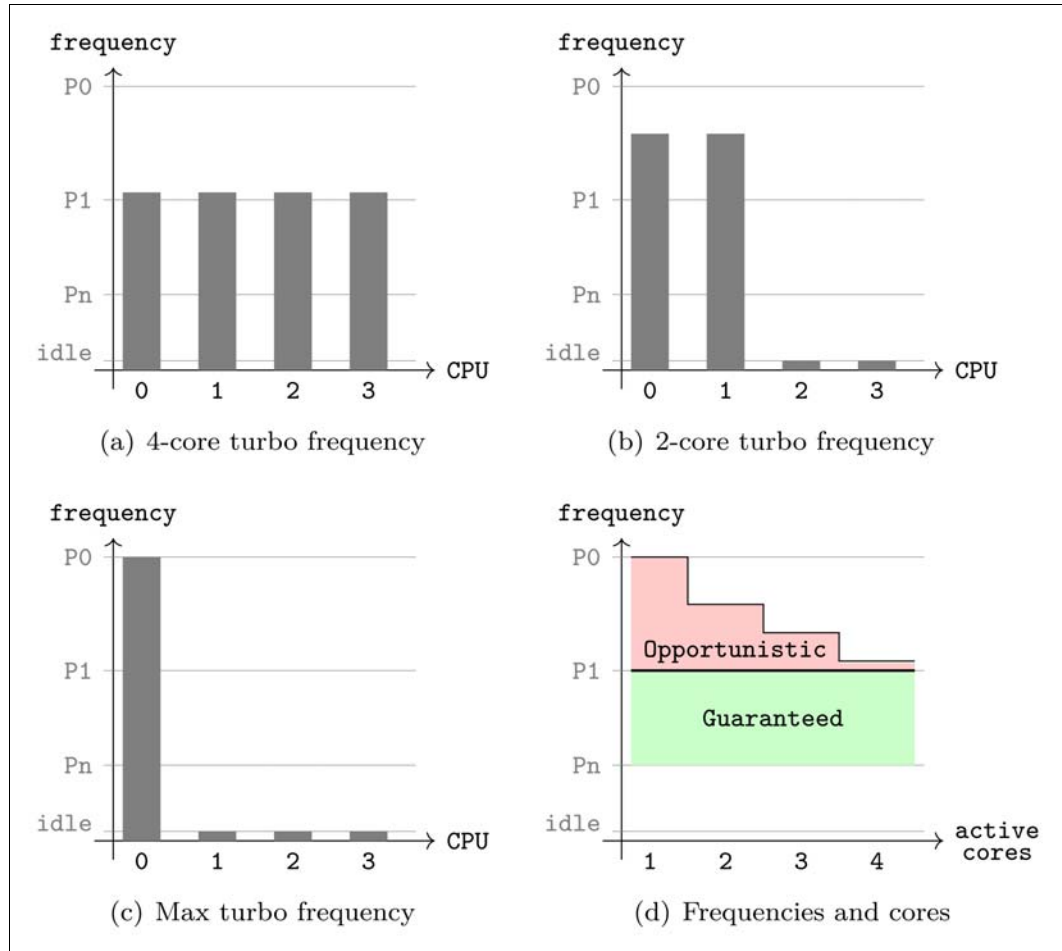 frequency
P0
P1
Pn
idle
CPU
0 1 2 3
(a) 4-core turbo frequency
frequency
P0
P1
Pn
idle
CPU
0 1 2 3
(b) 2-core turbo frequency
frequency
P0
P1
Pn
idle
CPU
0 1 2 3
(c) Max turbo frequency
frequency
P0
Opportunistic
P1
Guaranteed
Pn
idle
active
cores
1 2 3 4
(d) Frequencies and cores